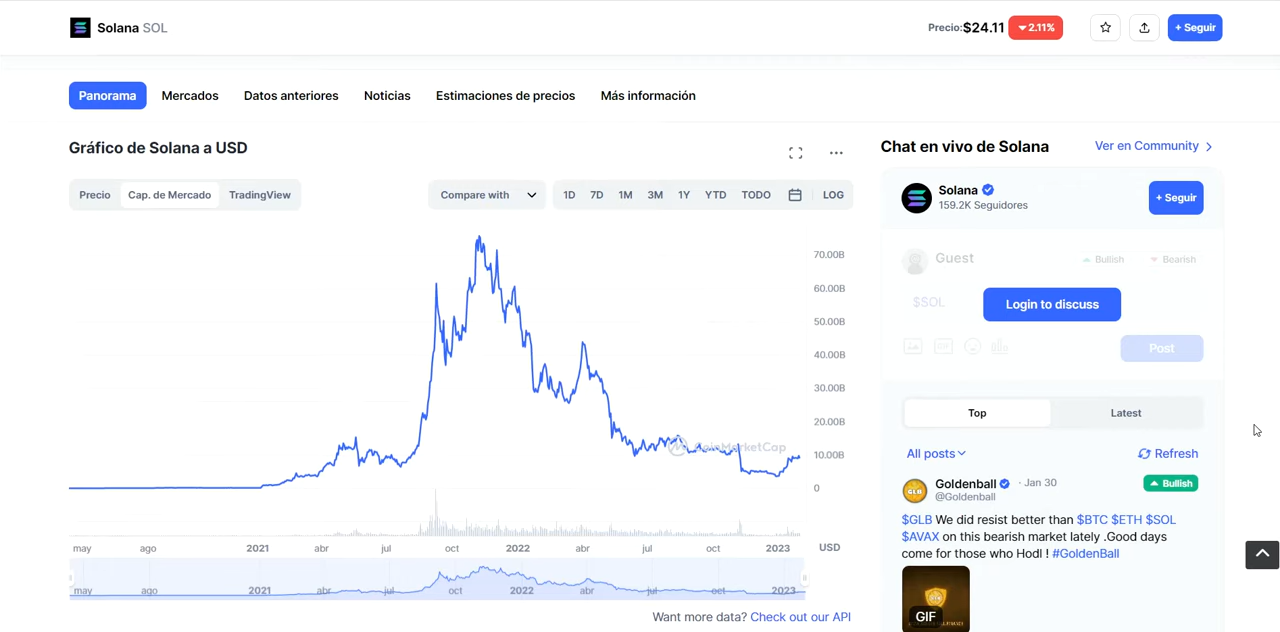 Solana SOL
Precio:$24.11
2.11%
+ Seguir
Panorama
Mercados
Datos anteriores
Noticias
Estimaciones de precios
Más información
Gráfico de Solana a USD
Precio
Cap. de Mercado
TradingView
Compare with
1D
7D
1M
3M
1Y
YTD
TODO
LOG
70.00B
60.00B
50.00B
40.00B
30.00B
20.00B
10.00B
0
CoinMarketCap
may
ago
2021
abr
jul
oct
2022
abr
jul
oct
2023
USD
may
ago
2021
abr
jul
oct
2022
abr
jul
oct
2023
Want more data? Check out our API
Chat en vivo de Solana
Ver en Community
Solana
159.2K Seguidores
+ Seguir
Guest
Bullish
Bearish
$SOL
Login to discuss
GIF
Post
Top
Latest
All posts
Refresh
GLB
Goldenball · Jan 30
@Goldenball
Bullish
$GLB We did resist better than $BTC $ETH $SOL
$AVAX on this bearish market lately .Good days
come for those who Hodl ! #GoldenBall
GIF